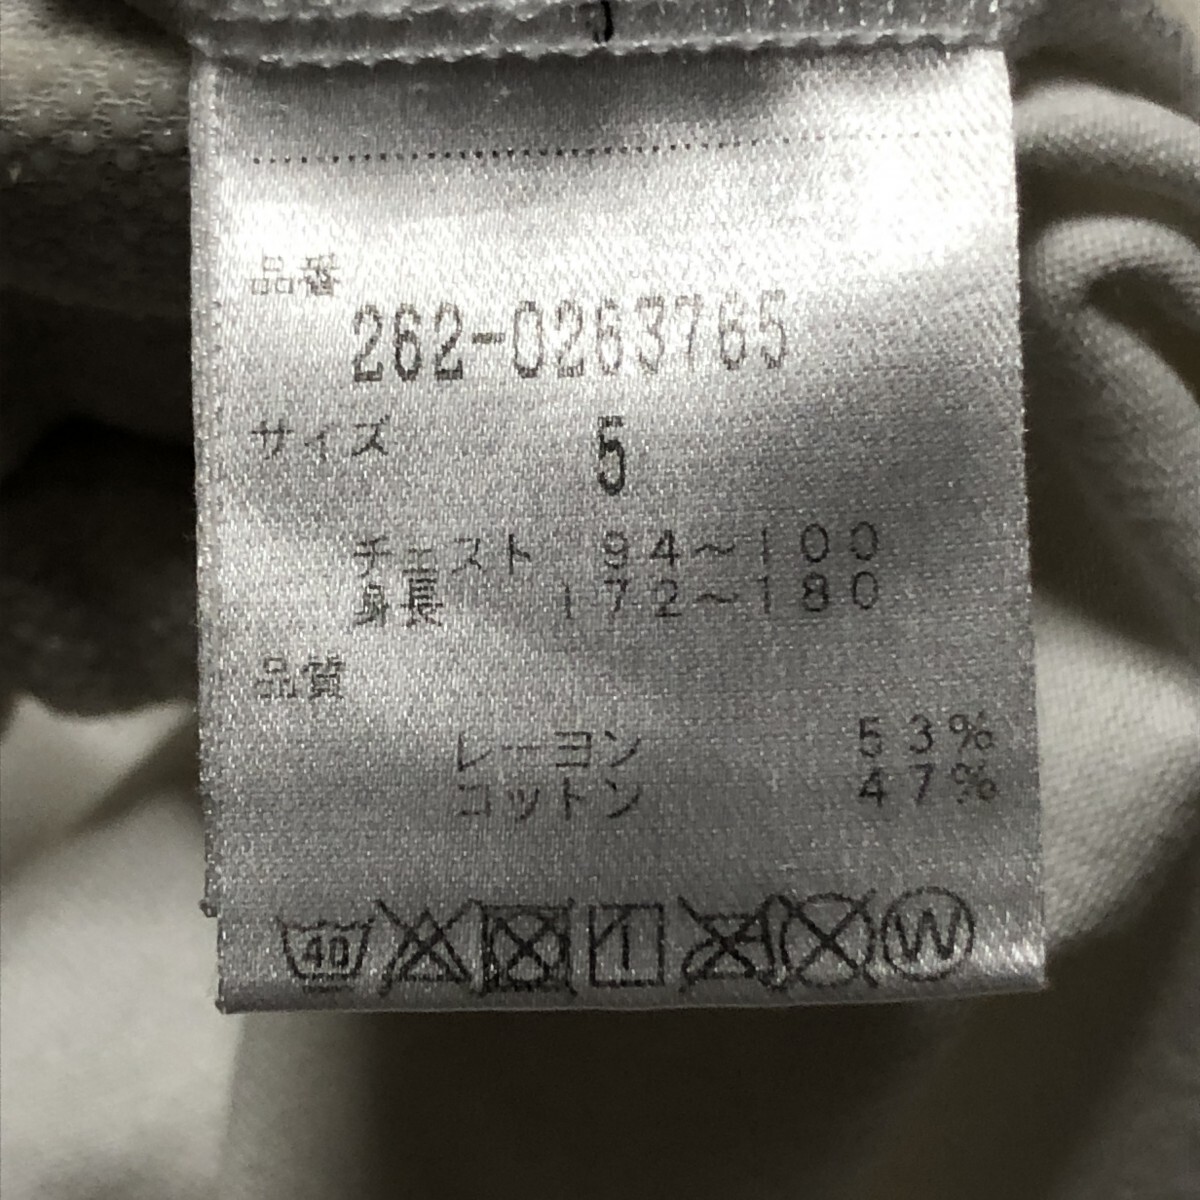 品番
262-0263765
サイズ 5
チェスト 94～100
身長 172～180
品質
レーヨン 53%
コットン 47%
40 W